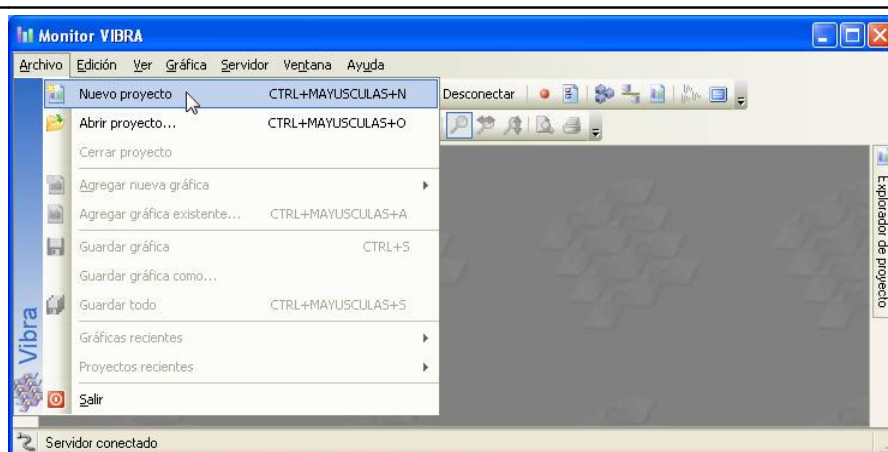 Monitor VIBRA
Archivo Edición Ver Gráfica Servidor Ventana Ayuda
Nuevo proyecto CTRL+MAYUSCULAS+N
Desconectar
Abrir proyecto... CTRL+MAYUSCULAS+O
Cerrar proyecto
Agregar nueva gráfica
Agregar gráfica existente... CTRL+MAYUSCULAS+A
Guardar gráfica CTRL+S
Guardar gráfica como...
Guardar todo CTRL+MAYUSCULAS+S
Gráficas recientes
Proyectos recientes
Salir
Vibra
Explorador de proyecto
Servidor conectado